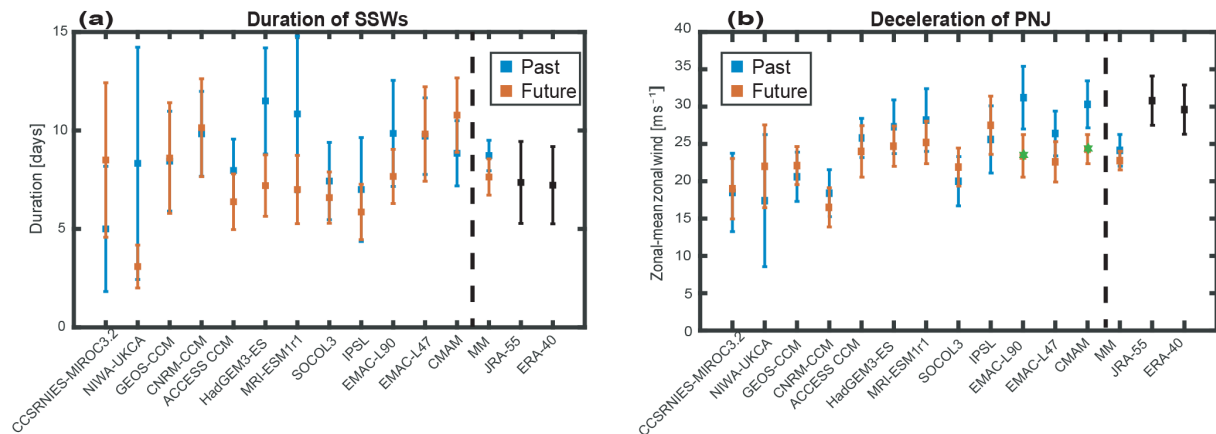 (a)
Duration of SSWs
15
10
5
0
Duration [days]
Past
Future
CCSRNIES-MIROC3.2
NIWA-UKCA
GEOS-CCM
CNRM-CCM
ACCESS CCM
HadGEM3-ES
MRI-ESM1r1
SOCOL3
IPSL
EMAC-L90
EMAC-L47
CMAM
MM
JRA-55
ERA-40
(b)
Deceleration of PNJ
40
35
30
25
20
15
10
5
0
Zonal-mean zonal wind [m s⁻¹]
Past
Future
CCSRNIES-MIROC3.2
NIWA-UKCA
GEOS-CCM
CNRM-CCM
ACCESS CCM
HadGEM3-ES
MRI-ESM1r1
SOCOL3
IPSL
EMAC-L90
EMAC-L47
CMAM
MM
JRA-55
ERA-40